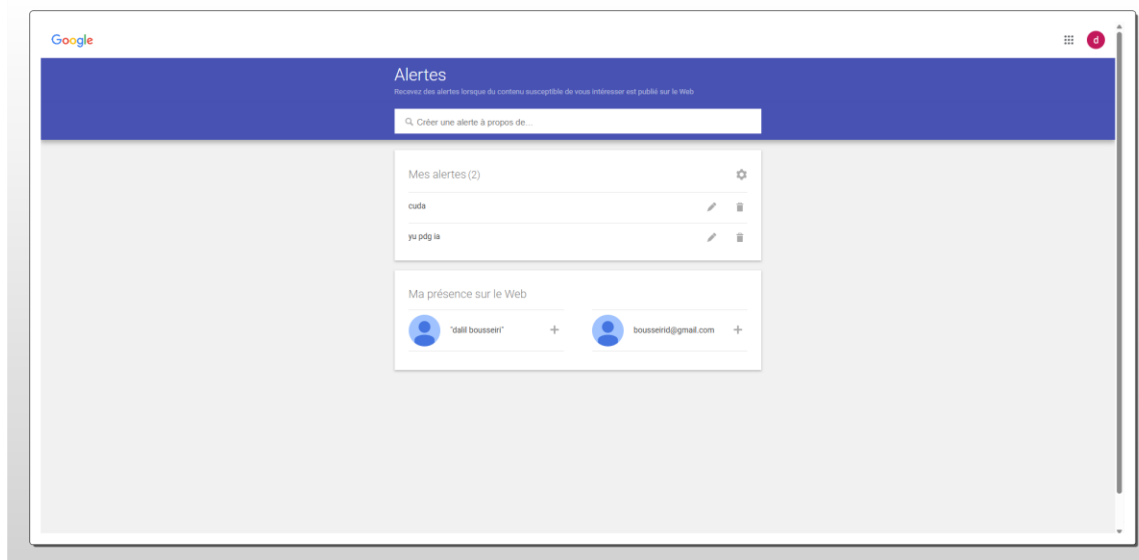 Google
d
Alertes
Recevez des alertes lorsque du contenu susceptible de vous intéresser est publié sur le Web
Créer une alerte à propos de...
Mes alertes (2)
cuda
yu pdg ia
Ma présence sur le Web
"dalil bousseiri" bousseirid@gmail.com